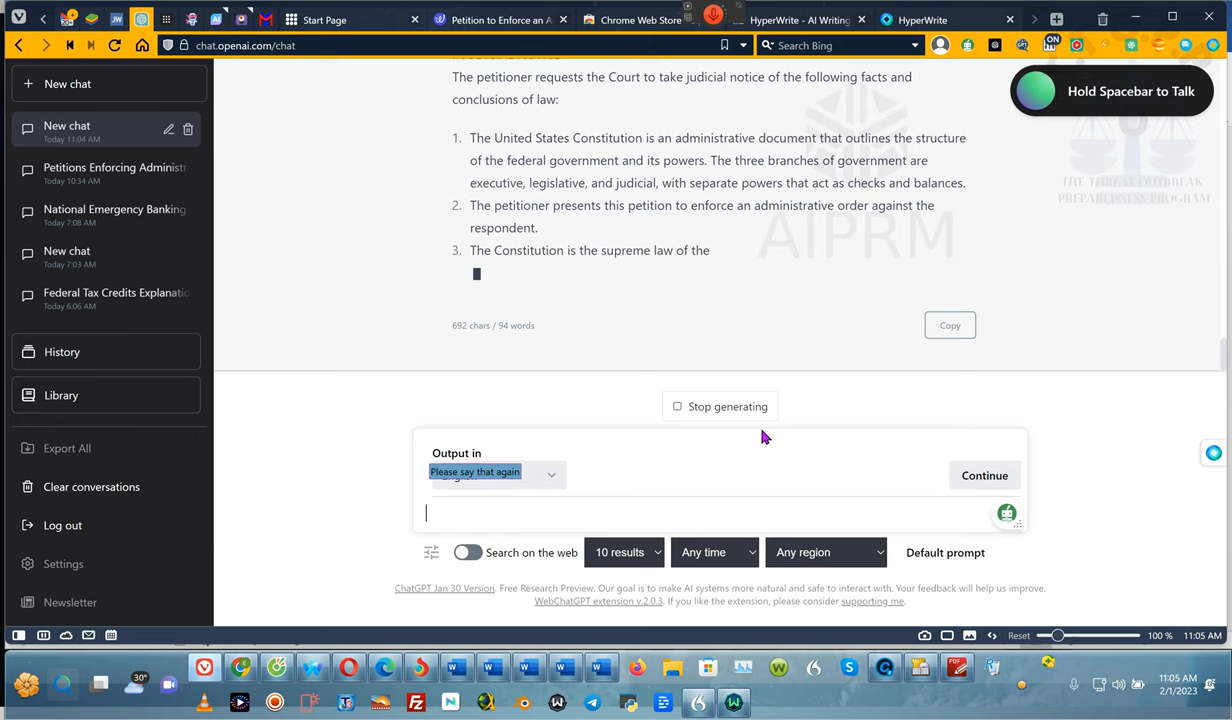 Start Page
Petition to Enforce an A
Chrome Web Store
HyperWrite - AI Writing
HyperWrite
chat.openai.com/chat
Search Bing
ON
New chat
New chat
Today 11:04 AM
Petitions Enforcing Administr
Today 10:34 AM
National Emergency Banking
Today 7:08 AM
New chat
Today 7:03 AM
Federal Tax Credits Explanatio
Today 6:06 AM
History
Library
Export All
Clear conversations
Log out
Settings
Newsletter
The petitioner requests the Court to take judicial notice of the following facts and
conclusions of law:
1. The United States Constitution is an administrative document that outlines the structure
of the federal government and its powers. The three branches of government are
executive, legislative, and judicial, with separate powers that act as checks and balances.
2. The petitioner presents this petition to enforce an administrative order against the
respondent.
3. The Constitution is the supreme law of the
692 chars / 94 words
Copy
Hold Spacebar to Talk
THE THREAT OUTBREAK
PREPAREDNESS PROGRAM
AIPRM
Stop generating
Output in
Please say that again
Continue
Search on the web
10 results
Any time
Any region
Default prompt
ChatGPT Jan 30 Version. Free Research Preview. Our goal is to make AI systems more natural and safe to interact with. Your feedback will help us improve.
WebChatGPT extension v.2.0.3. If you like the extension, please consider supporting me.
Reset
100 %
11:05 AM
30°
11:05 AM
2/1/2023